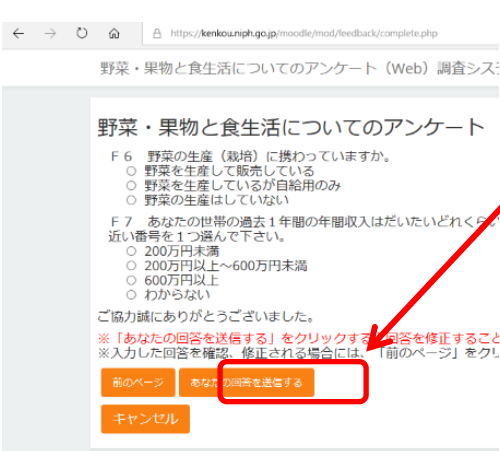 https://kenkou.niph.go.jp/moodle/mod/feedback/complete.php
野菜・果物と食生活についてのアンケート（Web）調査シス
野菜・果物と食生活についてのアンケート
F６　野菜の生産（栽培）に携わっていますか。
野菜を生産して販売している
野菜を生産しているが自給用のみ
野菜の生産はしていない
F７　あなたの世帯の過去１年間の年間収入はだいたいどれくらい
近い番号を１つ選んで下さい。
200万円未満
200万円以上～600万円未満
600万円以上
わからない
ご協力誠にありがとうございました。
※「あなたの回答を送信する」をクリックする 回答を修正すること
※入力した回答を確認、修正される場合には、「前のページ」をクリ
前のページ あなたの回答を送信する
キャンセル